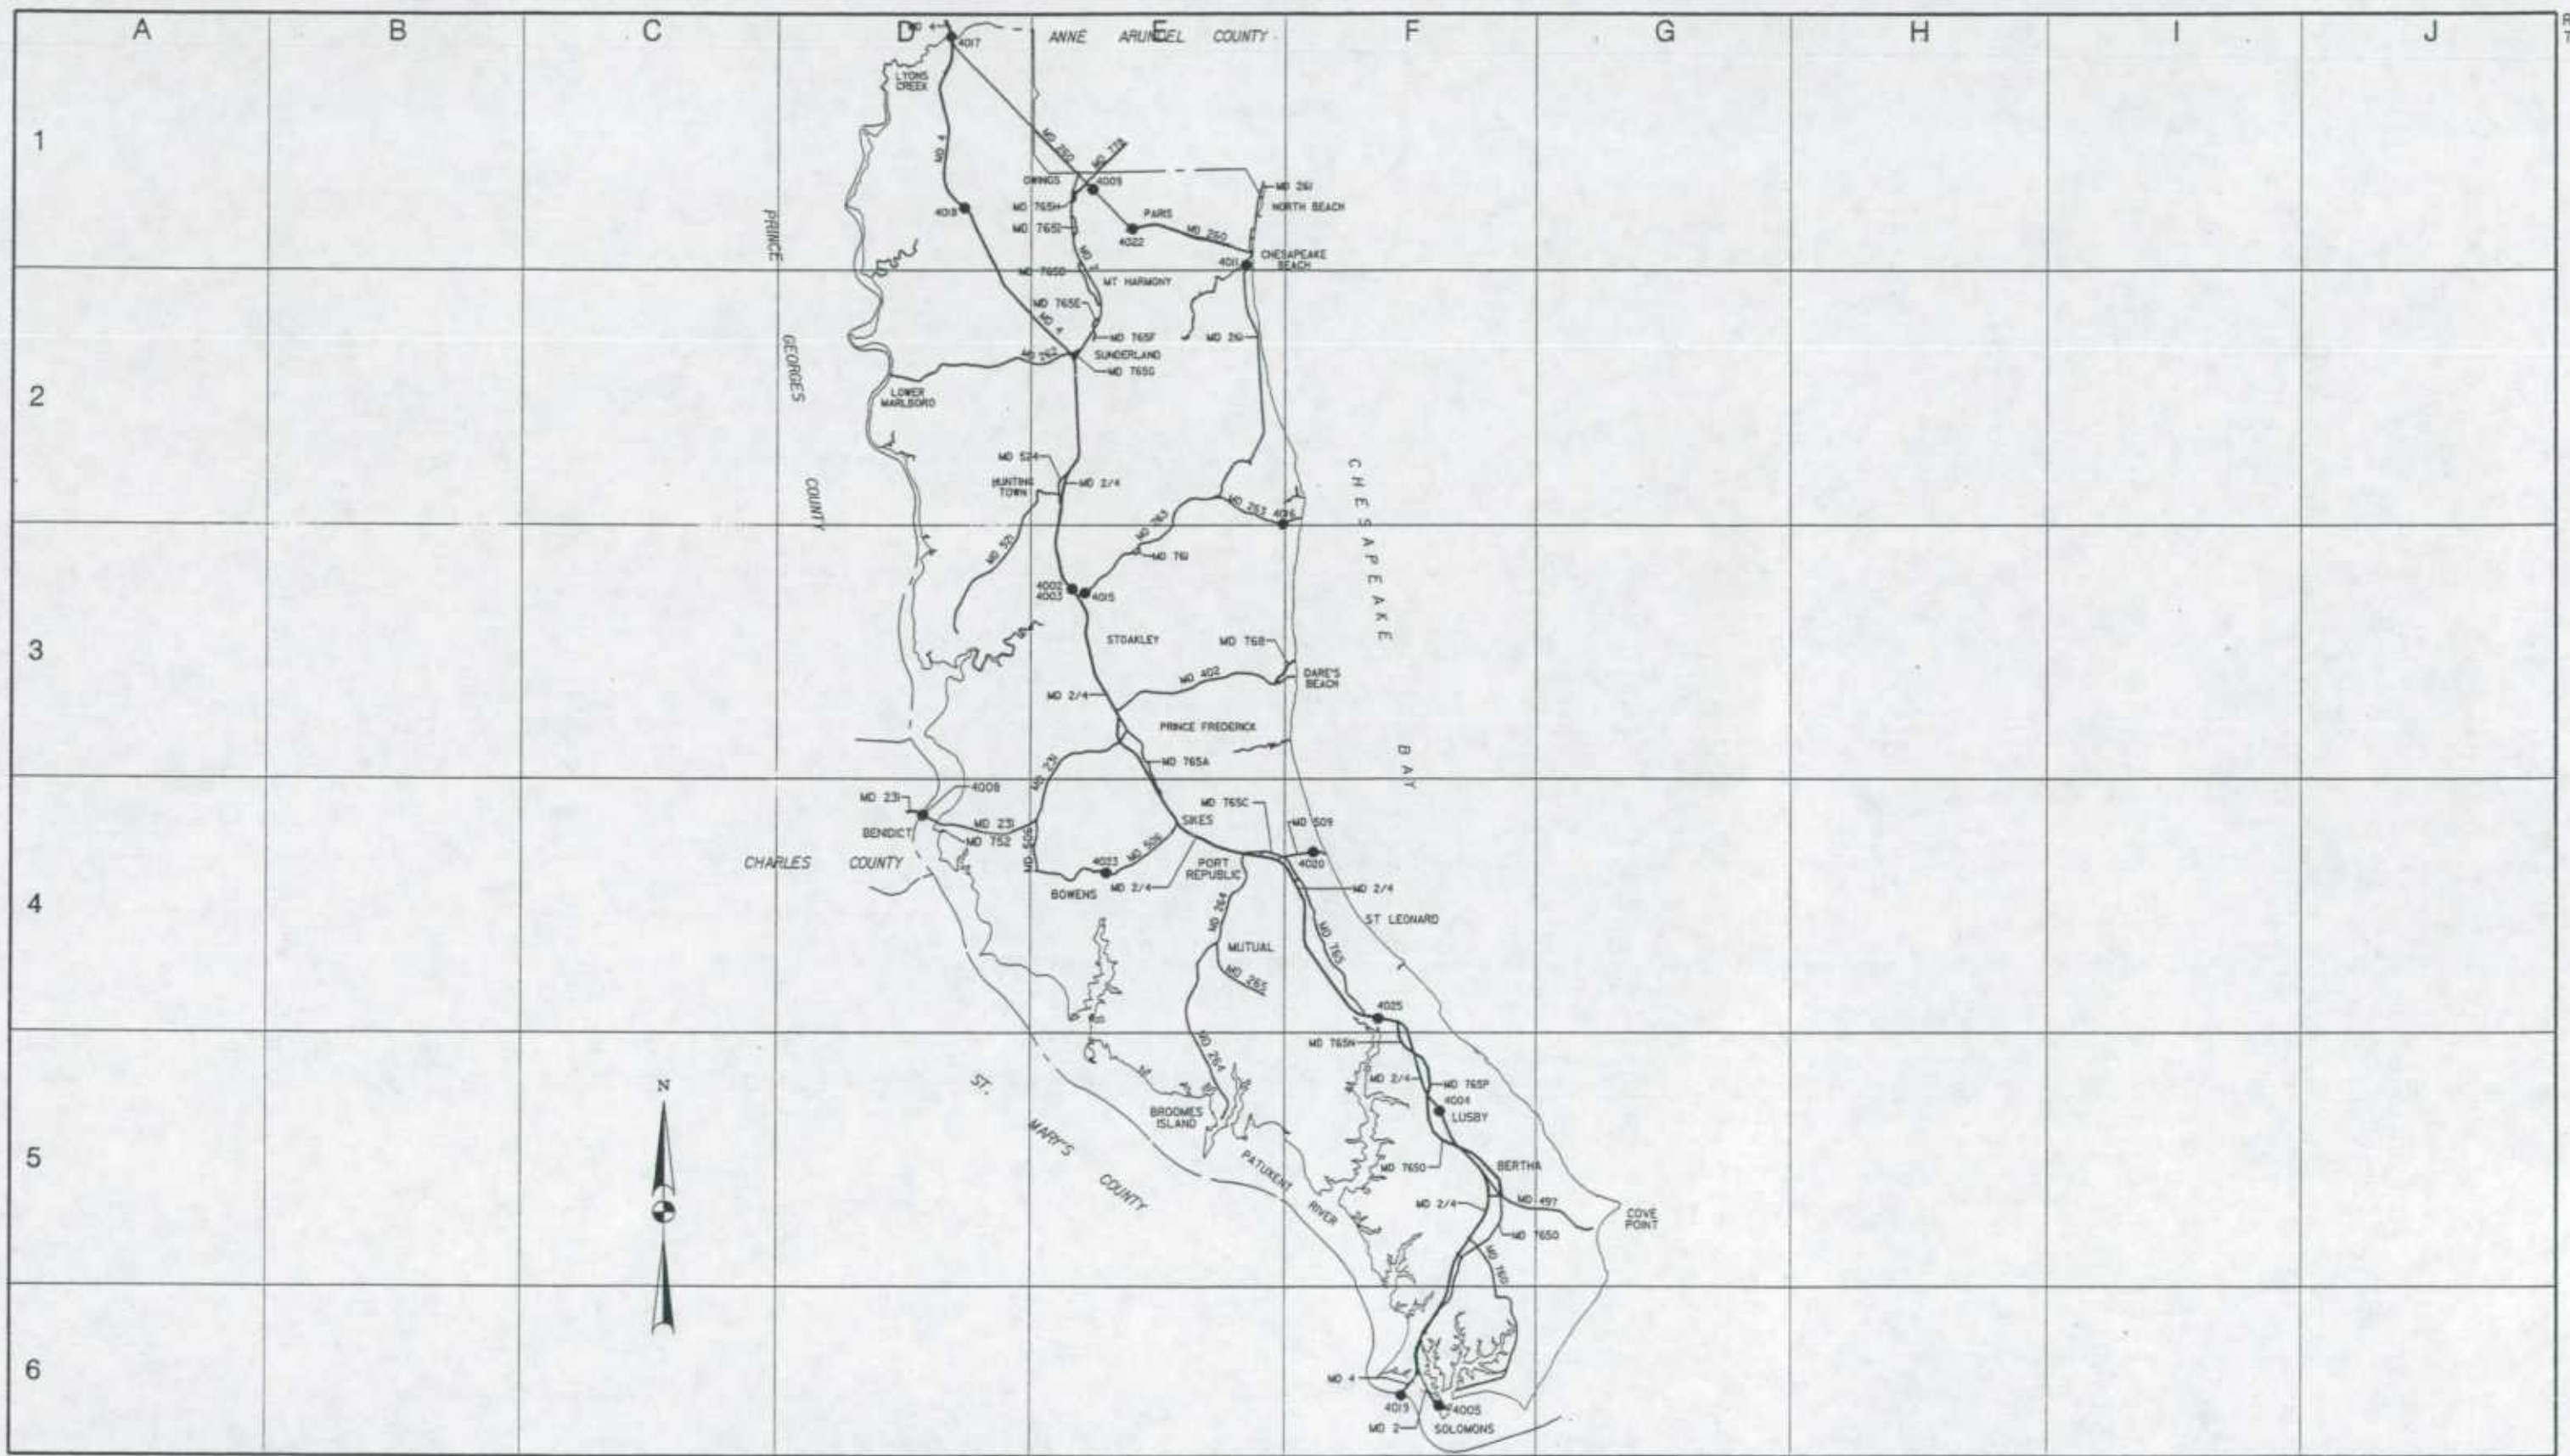 A B C D E F G H I J
1
2
3
4
5
6
4017
ANNE ARUNDEL COUNTY
LYONS
CREEK
MD 4
MD 260
MD 778
OWINGS
4009
MD 261
MD 765H
PARIS
NORTH BEACH
4018
MD 765I
4022
MD 260
MD 2
4011
CHESAPEAKE
BEACH
PRINCE
GEORGES
COUNTY
MT HARMONY
MD 765E
MD 4
MD 765F
MD 261
MD 262
SUNDERLAND
MD 765G
LOWER
MARLBORO
MD 524
HUNTING
TOWN
MD 2/4
MD 263
4016
MD 763
MD 521
MD 761
CHESAPEAKE
BAY
4002
4003
4015
STOAKLEY
MD 768
MD 402
DARE'S
BEACH
MD 2/4
PRINCE FREDERICK
MD 231
MD 765A
4008
MD 231
MD 765C
BENIDICT
MD 231
MD 752
SIKES
MD 509
CHARLES COUNTY
MD 506
4023
MD 506
PORT
REPUBLIC
4020
BOWENS
MD 2/4
MD 2/4
MD 264
ST LEONARD
MUTUAL
MD 765
MD 265
4025
MD 264
MD 765N
N
ST.
MARY'S
COUNTY
MD 2/4
MD 765P
4004
BROOMES
ISLAND
LUSBY
PATUXENT
RIVER
MD 765O
BERTHA
MD 2/4
MD 497
COVE
POINT
MD 765O
MD 760
MD 4
4019
4005
MD 2
SOLOMONS